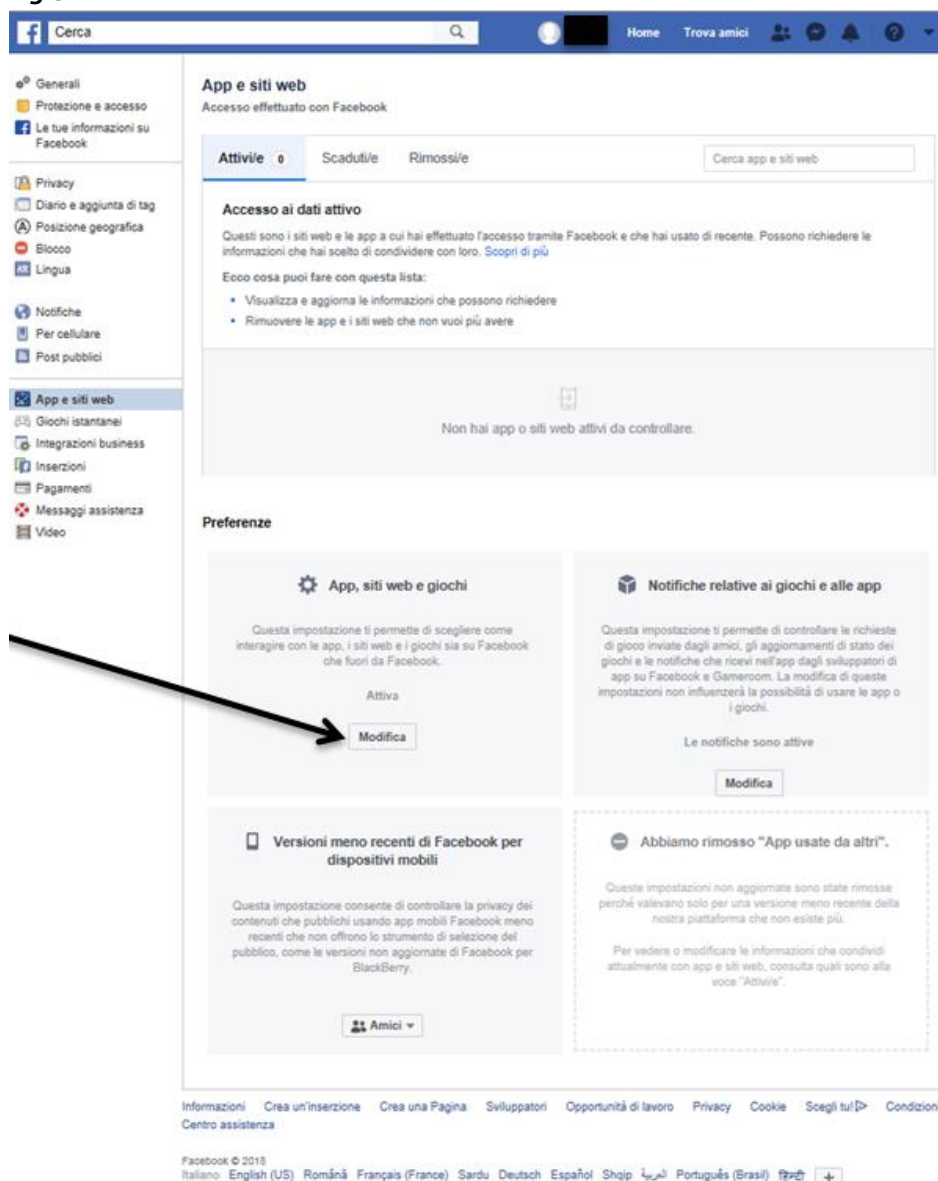 Cerca
Home Trova amici
Generali
Protezione e accesso
Le tue informazioni su
Facebook
Privacy
Diario e aggiunta di tag
Posizione geografica
Blocco
Lingua
Notifiche
Per cellulare
Post pubblici
App e siti web
Giochi istantanei
Integrazioni business
Inserzioni
Pagamenti
Messaggi assistenza
Video
App e siti web
Accesso effettuato con Facebook
Attivi/e 0 Scaduti/e Rimossi/e Cerca app e siti web
Accesso ai dati attivo
Questi sono i siti web e le app a cui hai effettuato l'accesso tramite Facebook e che hai usato di recente. Possono richiedere le
informazioni che hai scelto di condividere con loro. Scopri di più
Ecco cosa puoi fare con questa lista:
• Visualizza e aggiorna le informazioni che possono richiedere
• Rimuovere le app e i siti web che non vuoi più avere
Non hai app o siti web attivi da controllare.
Preferenze
App, siti web e giochi
Questa impostazione ti permette di scegliere come
interagire con le app, i siti web e i giochi sia su Facebook
che fuori da Facebook.
Attiva
Modifica
Notifiche relative ai giochi e alle app
Questa impostazione ti permette di controllare le richieste
di gioco inviate dagli amici, gli aggiornamenti di stato dei
giochi e le notifiche che ricevi nell'app dagli sviluppatori di
app su Facebook e Gameroom. La modifica di queste
impostazioni non influenzerà la possibilità di usare le app o
i giochi.
Le notifiche sono attive
Modifica
Versioni meno recenti di Facebook per
dispositivi mobili
Questa impostazione consente di controllare la privacy dei
contenuti che pubblichi usando app mobili Facebook meno
recenti che non offrono lo strumento di selezione del
pubblico, come le versioni non aggiornate di Facebook per
BlackBerry.
Amici
Abbiamo rimosso "App usate da altri".
Queste impostazioni non aggiornate sono state rimosse
perché valevano solo per una versione meno recente della
nostra piattaforma che non esiste più.
Per vedere o modificare le informazioni che condividi
attualmente con app e siti web, consulta quali sono alla
voce "Attivi/e".
Informazioni Crea un'inserzione Crea una Pagina Sviluppatori Opportunità di lavoro Privacy Cookie Scegli tu! Condizion
Centro assistenza
Facebook © 2018
Italiano English (US) Română Français (France) Sardu Deutsch Español Shqip العربية Português (Brasil) हिन्दी +